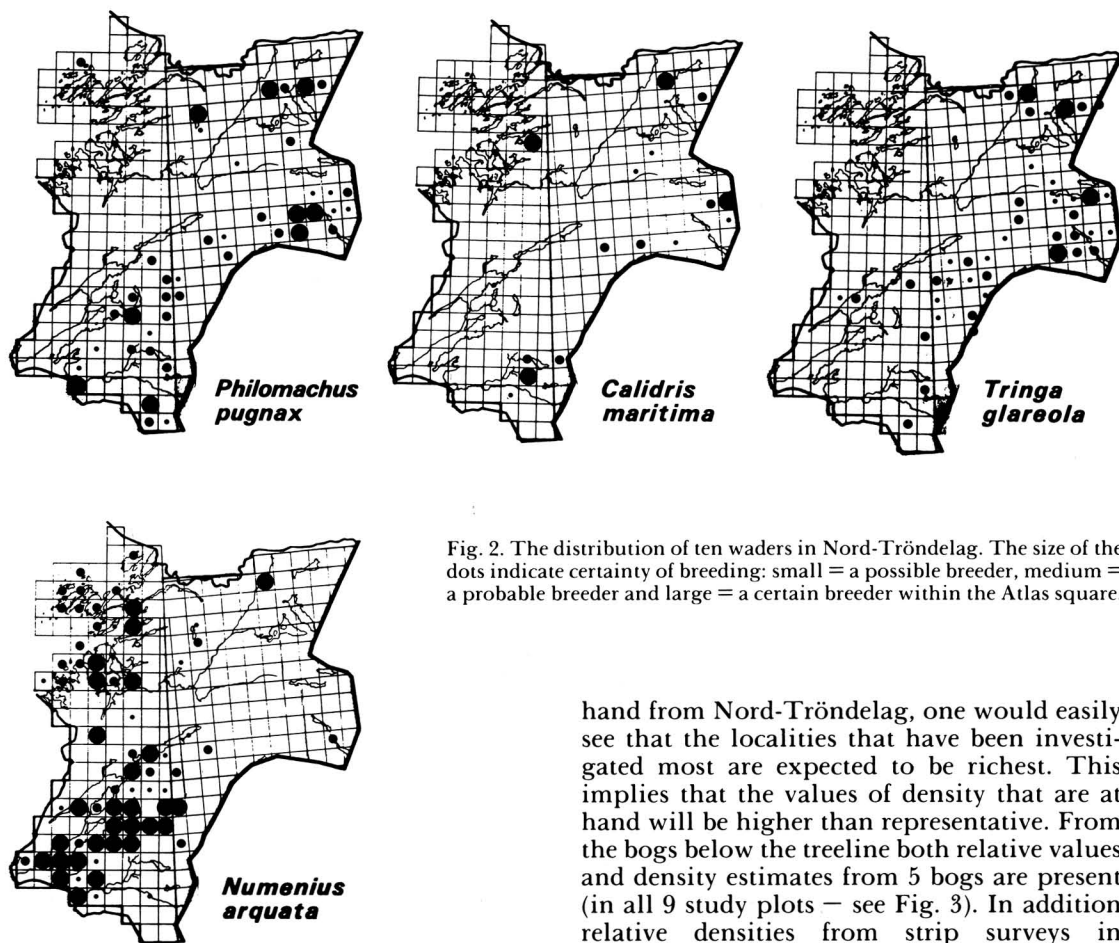 Philomachus
pugnax
Calidris
maritima
Tringa
glareola
Numenius
arquata
Fig. 2. The distribution of ten waders in Nord-Tröndelag. The size of the
dots indicate certainty of breeding: small = a possible breeder, medium =
a probable breeder and large = a certain breeder within the Atlas square
hand from Nord-Tröndelag, one would easily
see that the localities that have been investi-
gated most are expected to be richest. This
implies that the values of density that are at
hand will be higher than representative. From
the bogs below the treeline both relative values
and density estimates from 5 bogs are present
(in all 9 study plots – see Fig. 3). In addition
relative densities from strip surveys in